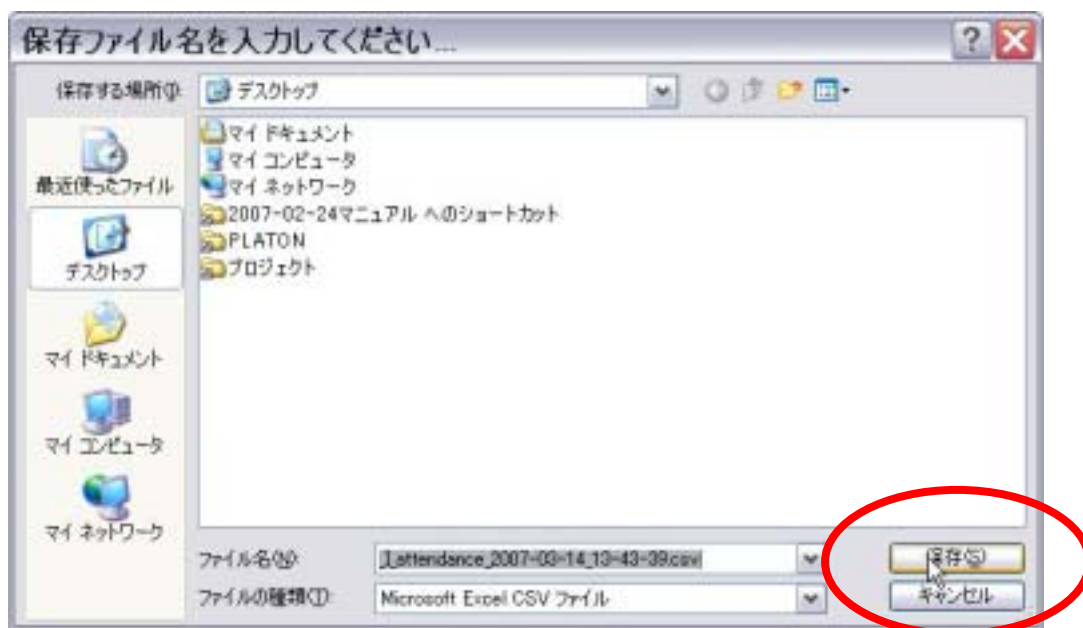 保存ファイル名を入力してください...
保存する場所(I):
デスクトップ
最近使ったファイル
デスクトップ
マイ ドキュメント
マイ コンピュータ
マイ ネットワーク
マイ ドキュメント
マイ コンピュータ
マイ ネットワーク
2007-02-24マニュアル へのショートカット
PLATON
プロジェクト
ファイル名(N):
]_attendance_2007-03-14_13-43-39.csv
保存(S)
ファイルの種類(T):
Microsoft Excel CSV ファイル
キャンセル